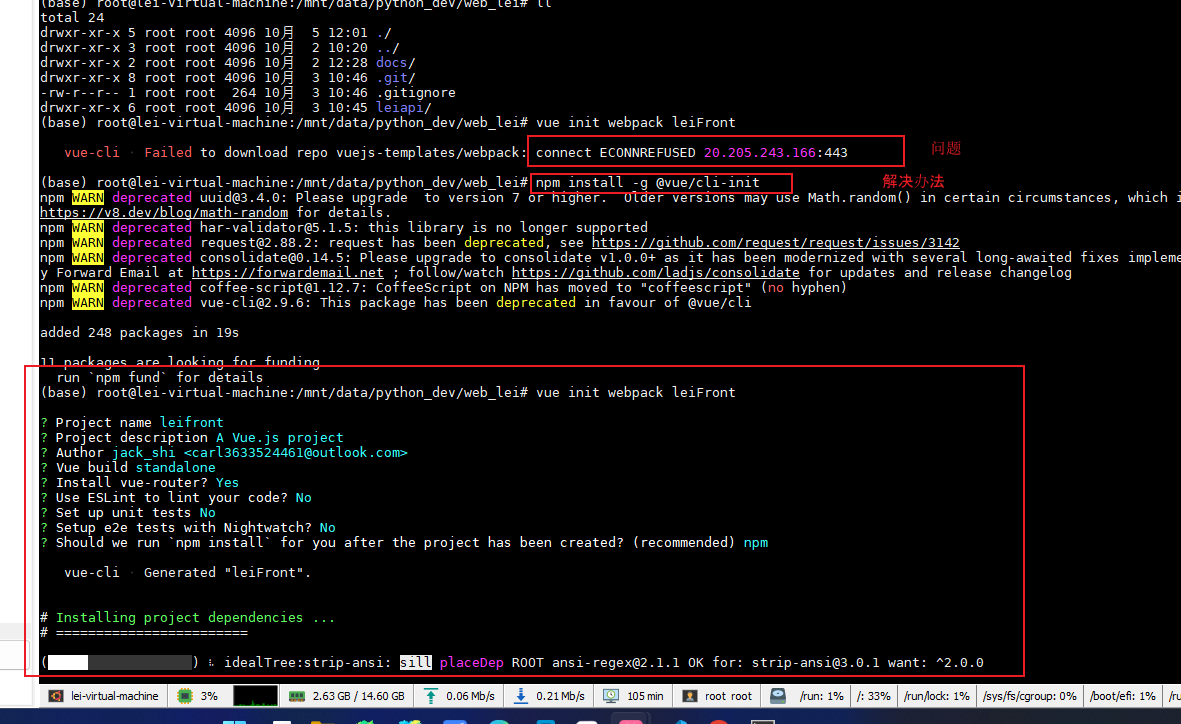 (base) root@lei-virtual-machine:/mnt/data/python_dev/web_lei# ll
total 24
drwxr-xr-x 5 root root 4096 10月  5 12:01 ./
drwxr-xr-x 3 root root 4096 10月  2 10:20 ../
drwxr-xr-x 2 root root 4096 10月  2 12:28 docs/
drwxr-xr-x 8 root root 4096 10月  3 10:46 .git/
-rw-r--r-- 1 root root  264 10月  3 10:46 .gitignore
drwxr-xr-x 6 root root 4096 10月  3 10:45 leiapi/
(base) root@lei-virtual-machine:/mnt/data/python_dev/web_lei# vue init webpack leiFront
vue-cli · Failed to download repo vuejs-templates/webpack: connect ECONNREFUSED 20.205.243.166:443 问题
(base) root@lei-virtual-machine:/mnt/data/python_dev/web_lei# npm install -g @vue/cli-init 解决办法
npm WARN deprecated uuid@3.4.0: Please upgrade  to version 7 or higher.  Older versions may use Math.random() in certain circumstances, which i
https://v8.dev/blog/math-random for details.
npm WARN deprecated har-validator@5.1.5: this library is no longer supported
npm WARN deprecated request@2.88.2: request has been deprecated, see https://github.com/request/request/issues/3142
npm WARN deprecated consolidate@0.14.5: Please upgrade to consolidate v1.0.0+ as it has been modernized with several long-awaited fixes impleme
y Forward Email at https://forwardemail.net ; follow/watch https://github.com/ladjs/consolidate for updates and release changelog
npm WARN deprecated coffee-script@1.12.7: CoffeeScript on NPM has moved to "coffeescript" (no hyphen)
npm WARN deprecated vue-cli@2.9.6: This package has been deprecated in favour of @vue/cli
added 248 packages in 19s
11 packages are looking for funding
run `npm fund` for details
(base) root@lei-virtual-machine:/mnt/data/python_dev/web_lei# vue init webpack leiFront
? Project name leifront
? Project description A Vue.js project
? Author jack_shi <carl3633524461@outlook.com>
? Vue build standalone
? Install vue-router? Yes
? Use ESLint to lint your code? No
? Set up unit tests No
? Setup e2e tests with Nightwatch? No
? Should we run `npm install` for you after the project has been created? (recommended) npm
vue-cli · Generated "leiFront".
# Installing project dependencies ...
# ========================
( ) ⠧ idealTree:strip-ansi: sill placeDep ROOT ansi-regex@2.1.1 OK for: strip-ansi@3.0.1 want: ^2.0.0
lei-virtual-machine 3% 2.63 GB / 14.60 GB 0.06 Mb/s 0.21 Mb/s 105 min root root /run: 1% /: 33% /run/lock: 1% /sys/fs/cgroup: 0% /boot/efi: 1% /ru